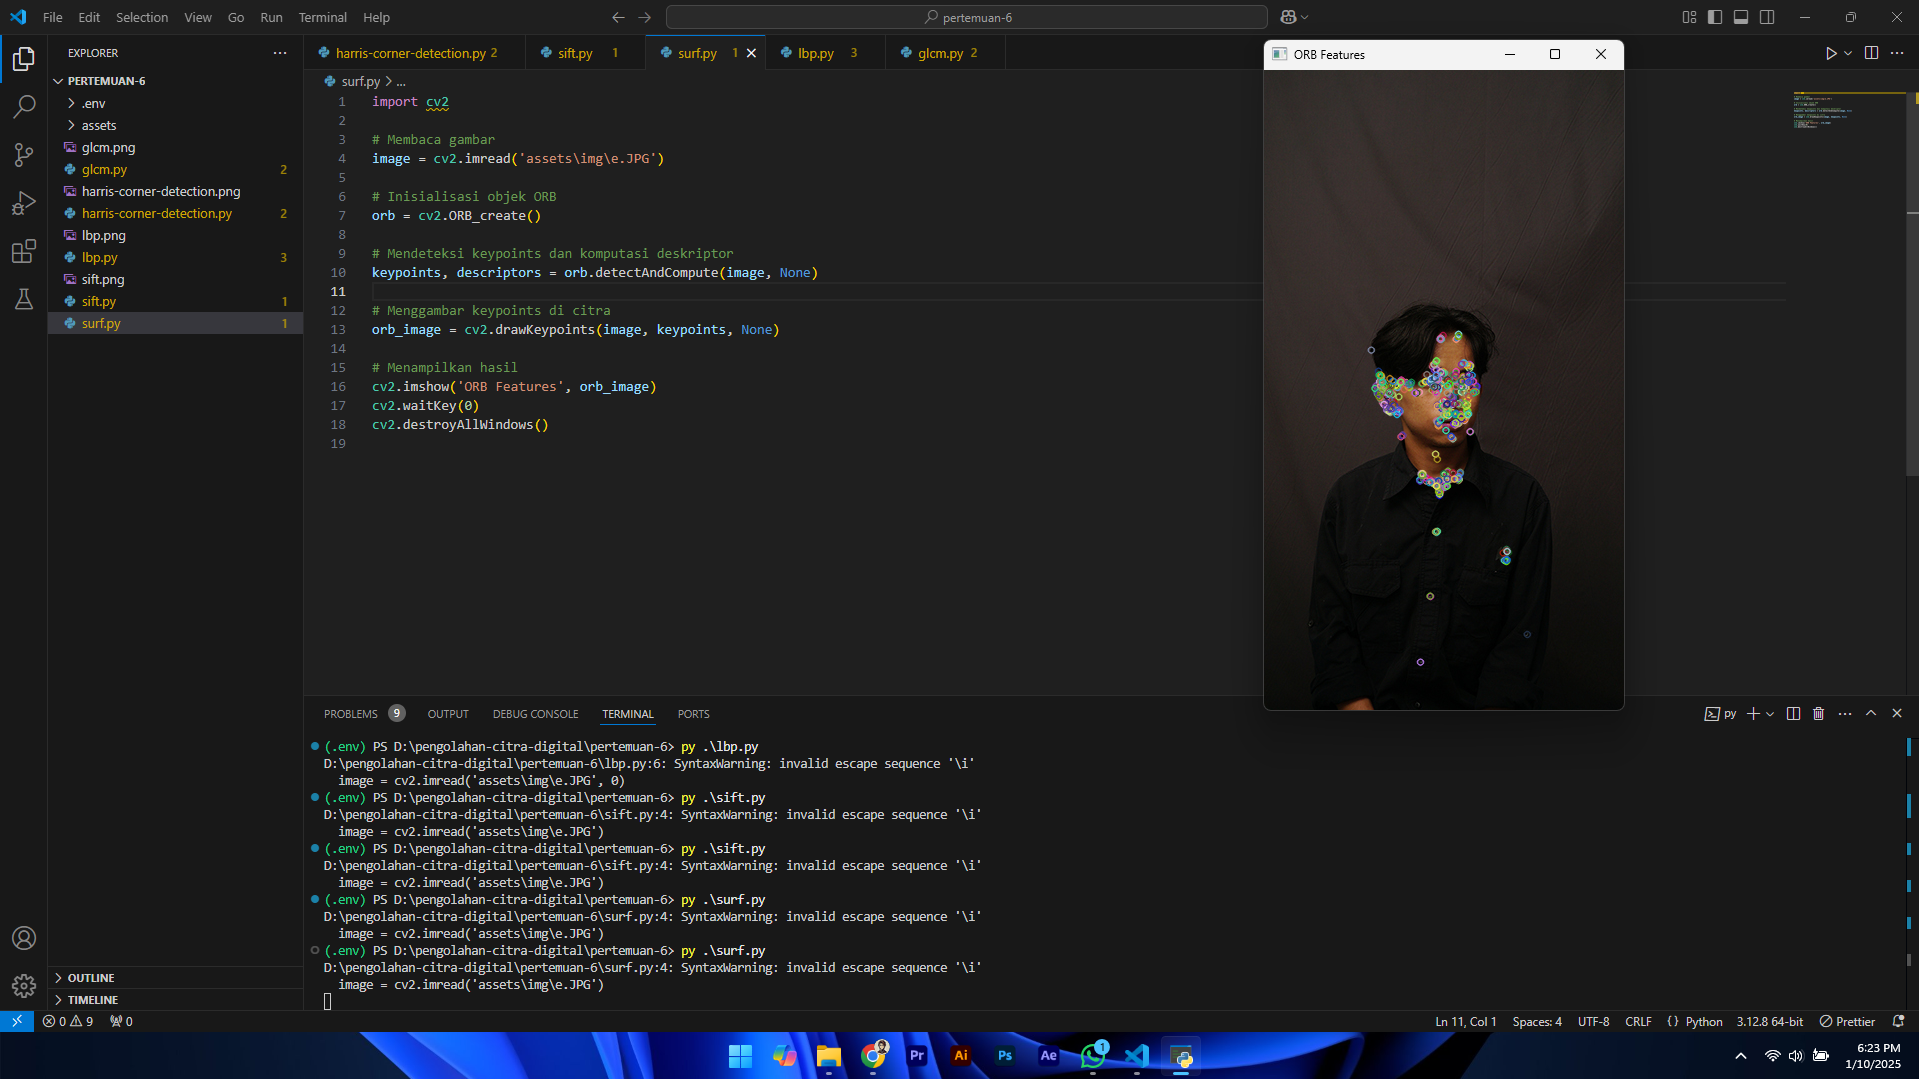 File Edit Selection View Go Run Terminal Help
pertemuan-6
EXPLORER
PERTEMUAN-6
.env
assets
glcm.png
glcm.py 2
harris-corner-detection.png
harris-corner-detection.py 2
lbp.png
lbp.py 3
sift.png
sift.py 1
surf.py 1
OUTLINE
TIMELINE
harris-corner-detection.py 2 sift.py 1 surf.py 1 lbp.py 3 glcm.py 2
surf.py > ...
1 import cv2
2
3 # Membaca gambar
4 image = cv2.imread('assets\img\e.JPG')
5
6 # Inisialisasi objek ORB
7 orb = cv2.ORB_create()
8
9 # Mendeteksi keypoints dan komputasi deskriptor
10 keypoints, descriptors = orb.detectAndCompute(image, None)
11
12 # Menggambar keypoints di citra
13 orb_image = cv2.drawKeypoints(image, keypoints, None)
14
15 # Menampilkan hasil
16 cv2.imshow('ORB Features', orb_image)
17 cv2.waitKey(0)
18 cv2.destroyAllWindows()
19
ORB Features
PROBLEMS 9 OUTPUT DEBUG CONSOLE TERMINAL PORTS
py
(.env) PS D:\pengolahan-citra-digital\pertemuan-6> py .\lbp.py
D:\pengolahan-citra-digital\pertemuan-6\lbp.py:6: SyntaxWarning: invalid escape sequence '\i'
image = cv2.imread('assets\img\e.JPG', 0)
(.env) PS D:\pengolahan-citra-digital\pertemuan-6> py .\sift.py
D:\pengolahan-citra-digital\pertemuan-6\sift.py:4: SyntaxWarning: invalid escape sequence '\i'
image = cv2.imread('assets\img\e.JPG')
(.env) PS D:\pengolahan-citra-digital\pertemuan-6> py .\sift.py
D:\pengolahan-citra-digital\pertemuan-6\sift.py:4: SyntaxWarning: invalid escape sequence '\i'
image = cv2.imread('assets\img\e.JPG')
(.env) PS D:\pengolahan-citra-digital\pertemuan-6> py .\surf.py
D:\pengolahan-citra-digital\pertemuan-6\surf.py:4: SyntaxWarning: invalid escape sequence '\i'
image = cv2.imread('assets\img\e.JPG')
(.env) PS D:\pengolahan-citra-digital\pertemuan-6> py .\surf.py
D:\pengolahan-citra-digital\pertemuan-6\surf.py:4: SyntaxWarning: invalid escape sequence '\i'
image = cv2.imread('assets\img\e.JPG')
0 9 0
Ln 11, Col 1 Spaces: 4 UTF-8 CRLF {} Python 3.12.8 64-bit Prettier
Pr Ai Ps Ae 1
6:23 PM
1/10/2025